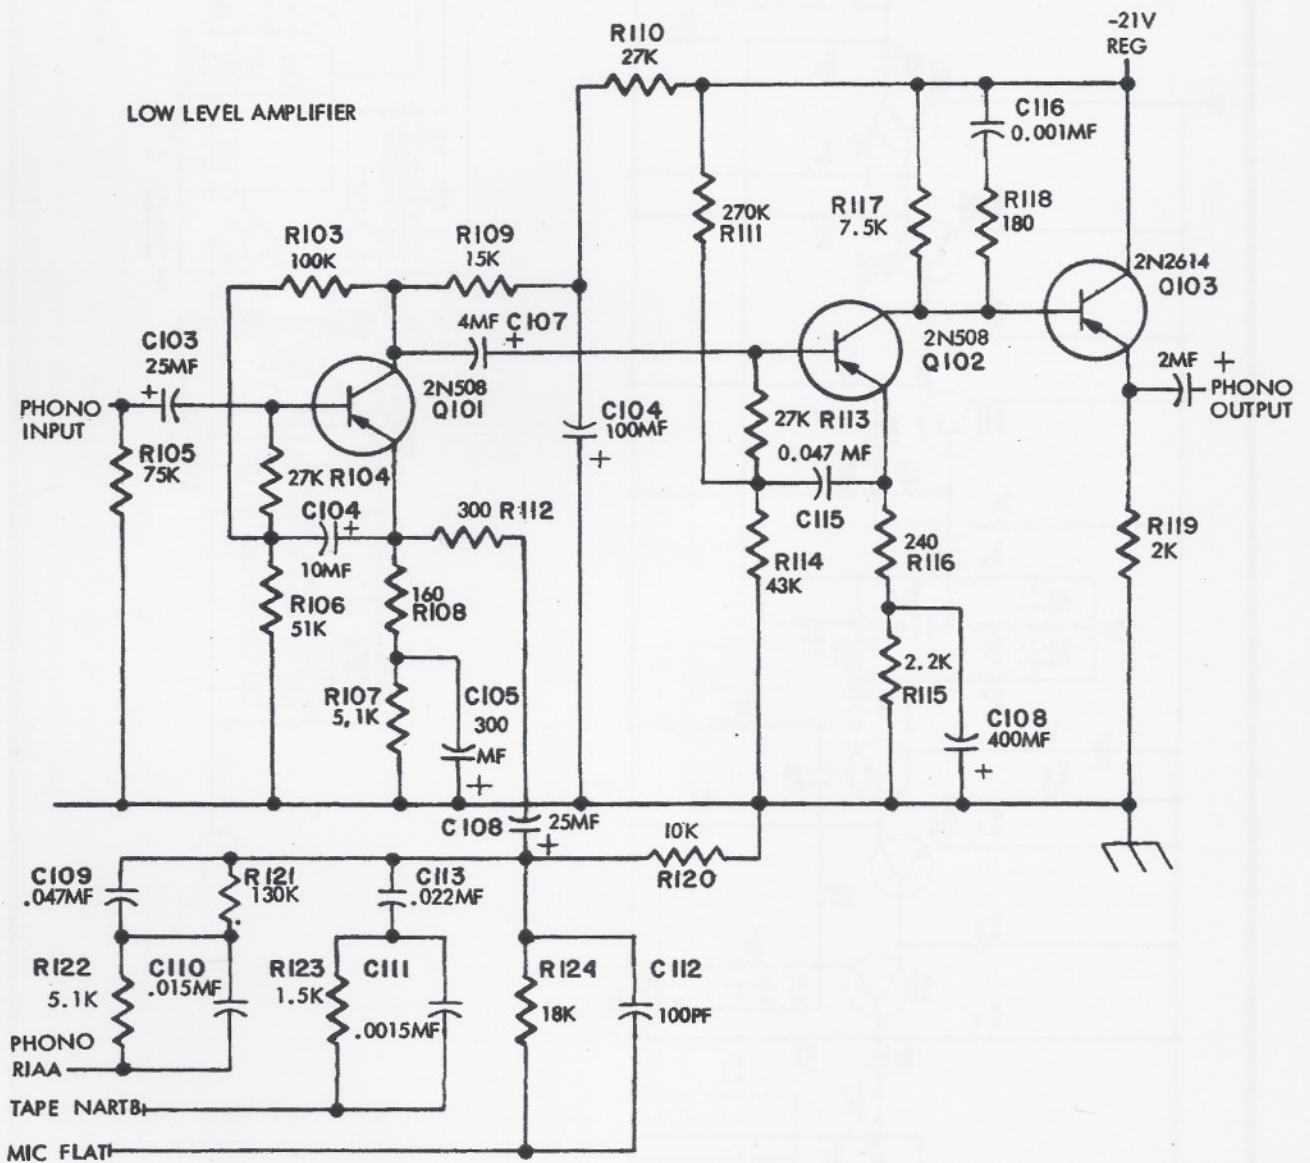 LOW LEVEL AMPLIFIER
R110
27K
-21V
REG
C116
0.001MF
270K
R111
R117
7.5K
R118
180
R103
100K
R109
15K
2N2614
Q103
4MF C107
+
C103
25MF
+
2N508
Q101
2N508
Q102
2MF +
PHONO
OUTPUT
PHONO
INPUT
R105
75K
C104
100MF
+
27K R113
0.047 MF
C115
27K R104
C104
+
10MF
300 R112
R106
51K
160
R108
R114
43K
240
R116
R119
2K
R107
5,1K
C105
300
MF
+
2.2K
R115
C108
400MF
+
C108
25MF
+
10K
R120
C109
.047MF
R121
130K
C113
.022MF
R122
5.1K
C110
.015MF
R123
1.5K
C111
.0015MF
R124
18K
C112
100PF
PHONO
RIAA
TAPE NARTB
MIC FLAT